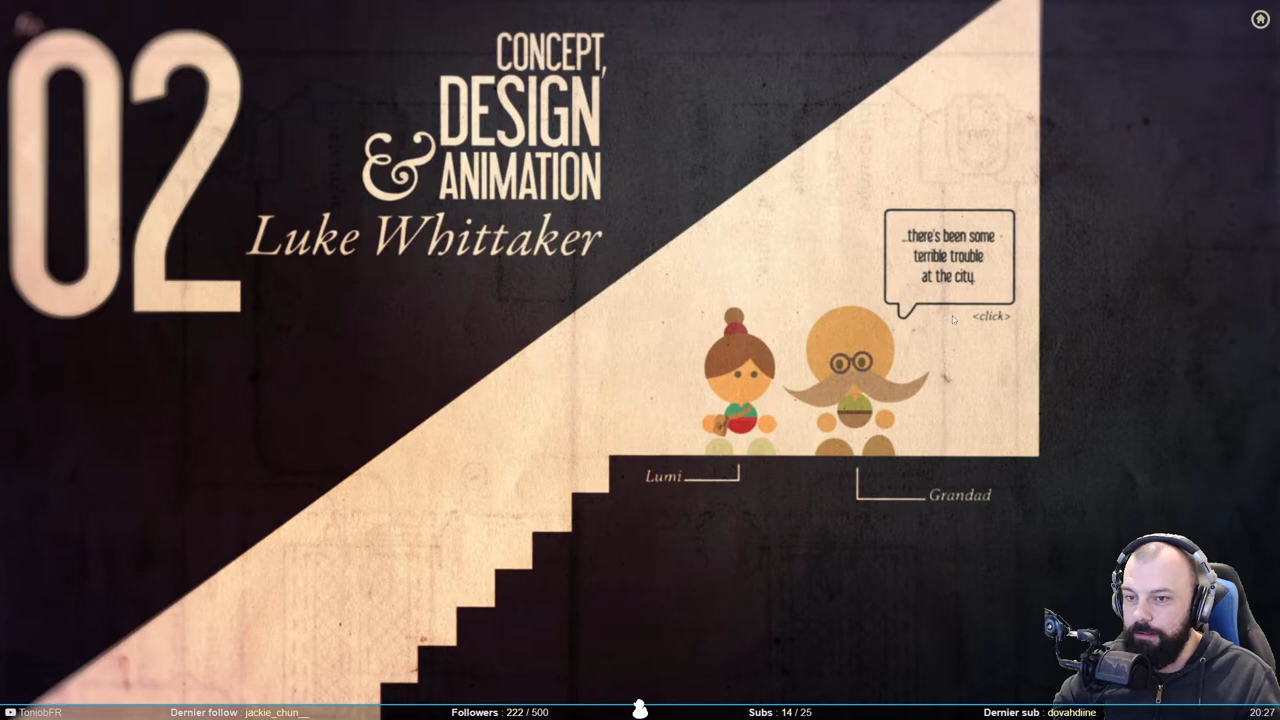 02
CONCEPT,
DESIGN
& ANIMATION
Luke Whittaker
...there's been some
terrible trouble
at the city.
<click>
Lumi
Grandad
ToniobFR
Dernier follow : jackie_chun__
Followers : 222 / 500
Subs : 14 / 25
Dernier sub : dovahdiine
20:27